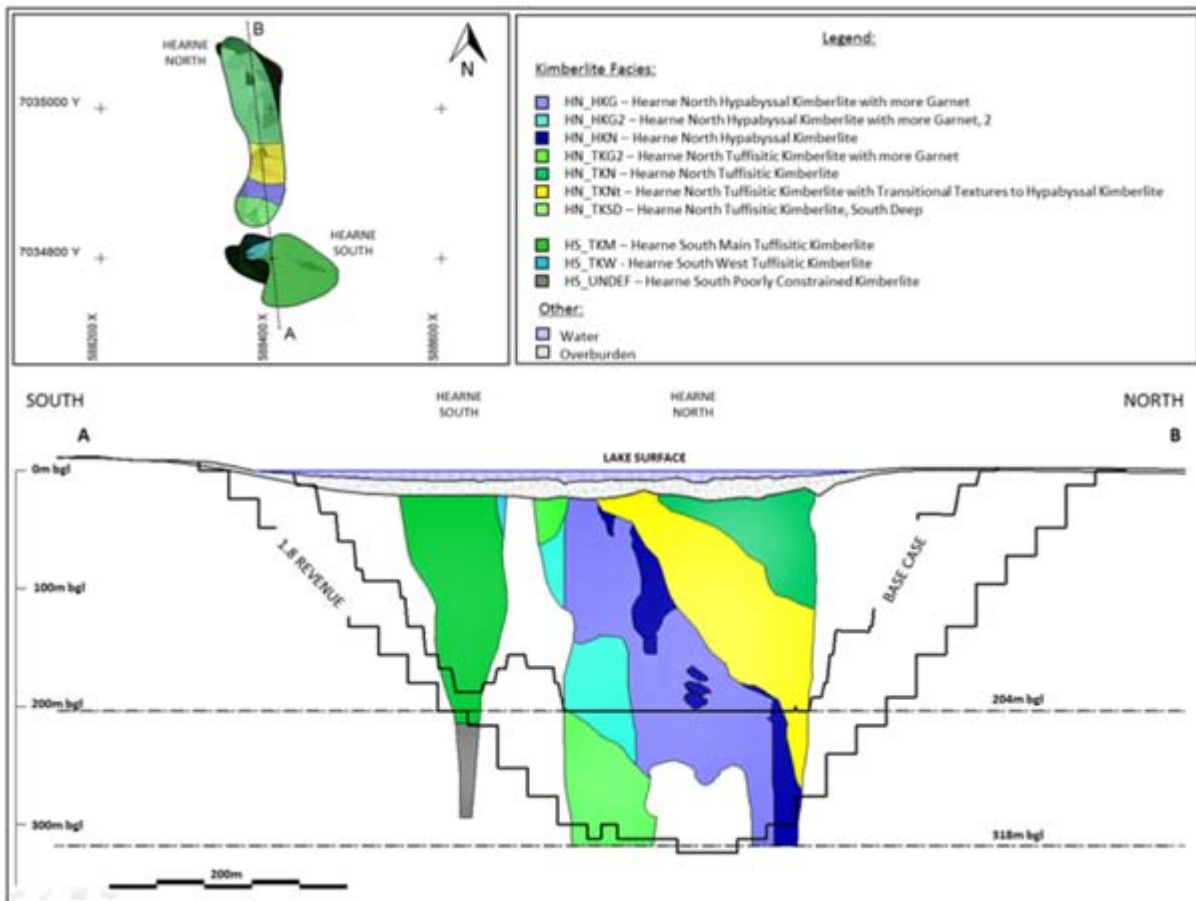 B
HEARNE
NORTH
N
7035000 Y
7034800 Y
HEARNE
SOUTH
A
588200 X
588400 X
588600 X
Legend:
Kimberlite Facies:
HN_HKG – Hearne North Hypabyssal Kimberlite with more Garnet
HN_HKG2 – Hearne North Hypabyssal Kimberlite with more Garnet, 2
HN_HKN – Hearne North Hypabyssal Kimberlite
HN_TKG2 – Hearne North Tuffisitic Kimberlite with more Garnet
HN_TKN – Hearne North Tuffisitic Kimberlite
HN_TKNt – Hearne North Tuffisitic Kimberlite with Transitional Textures to Hypabyssal Kimberlite
HN_TKSD – Hearne North Tuffisitic Kimberlite, South Deep
HS_TKM – Hearne South Main Tuffisitic Kimberlite
HS_TKW - Hearne South West Tuffisitic Kimberlite
HS_UNDEF – Hearne South Poorly Constrained Kimberlite
Other:
Water
Overburden
SOUTH
HEARNE
SOUTH
HEARNE
NORTH
NORTH
A
B
LAKE SURFACE
0m bgl
1.8 REVENUE
BASE CASE
100m bgl
200m bgl
204m bgl
300m bgl
318m bgl
200m